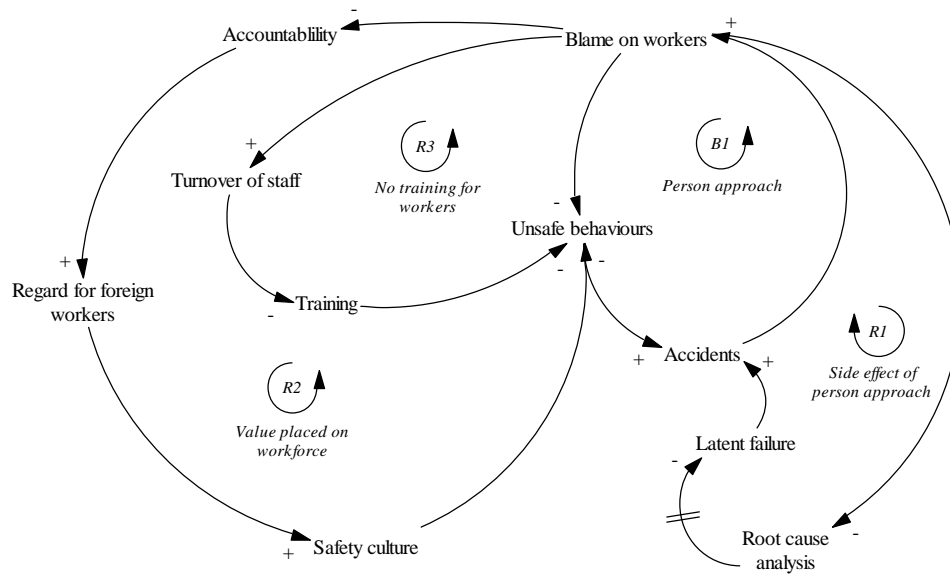 -
+
Accountablility
Blame on workers
+
Turnover of staff
R3
No training for
workers
B1
Person approach
-
Unsafe behaviours
-
-
+
Regard for foreign
workers
-
Training
+
Accidents
+
R1
Side effect of
person approach
R2
Value placed on
workforce
Latent failure
-
+
Safety culture
Root cause
analysis
-